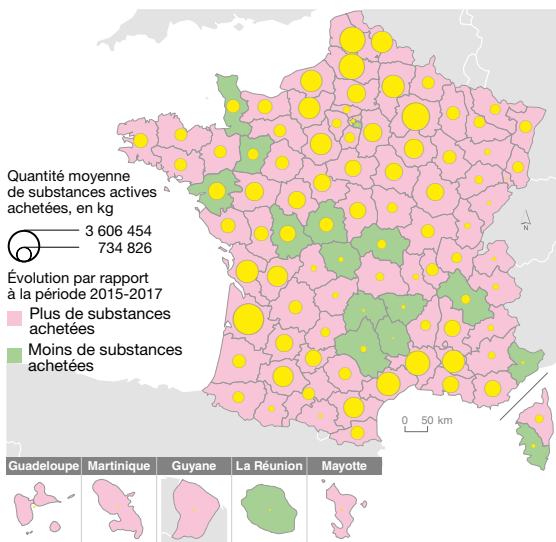 Quantité moyenne
de substances actives
achetées, en kg
3 606 454
734 826
Évolution par rapport
à la période 2015-2017
Plus de substances
achetées
Moins de substances
achetées
N
0 50 km
Guadeloupe Martinique Guyane La Réunion Mayotte